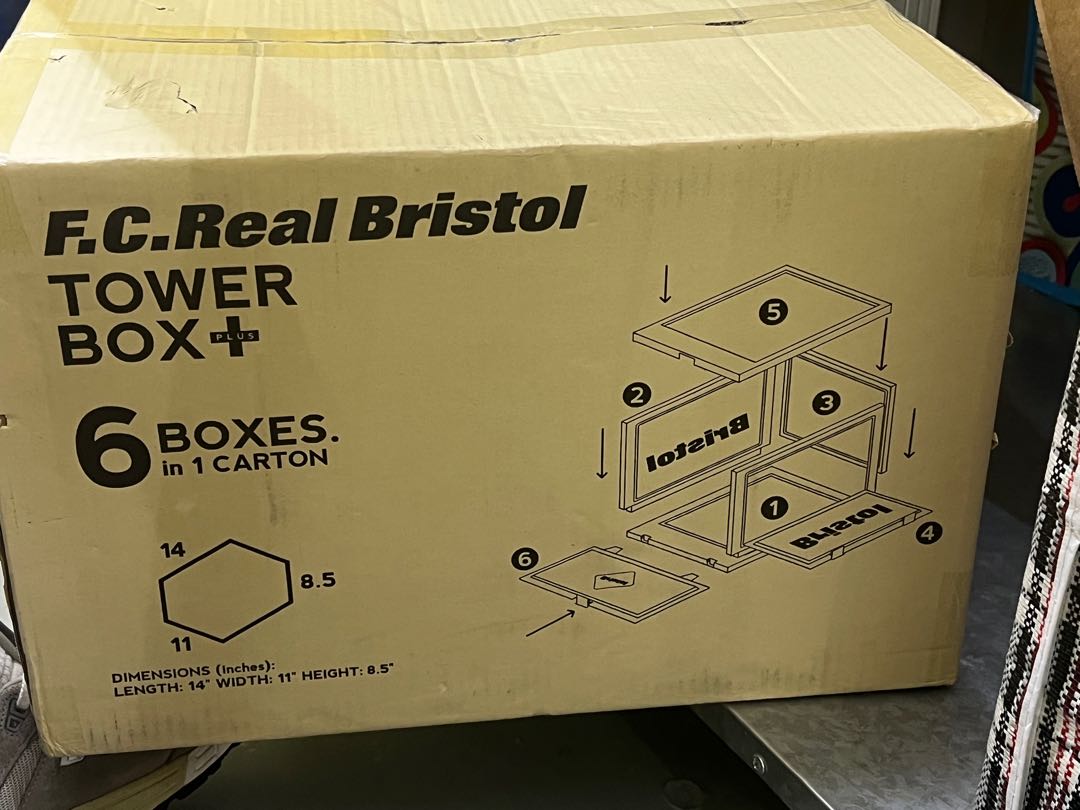 F.C.Real Bristol
TOWER
BOX+
PLUS
6 BOXES.
in 1 CARTON
14
8.5
11
DIMENSIONS (Inches):
LENGTH: 14" WIDTH: 11" HEIGHT: 8.5"
5
2
3
Bristol
1
Bristol
4
6